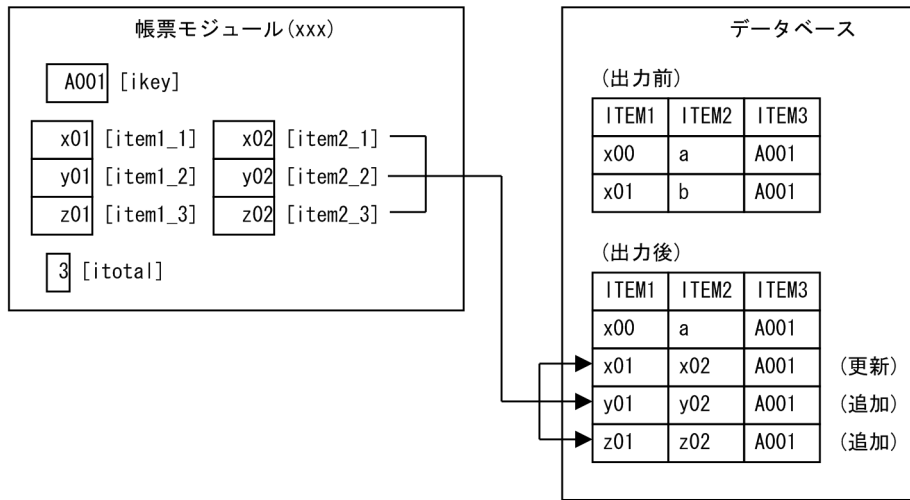 帳票モジュール(xxx)
A001 [ikey]
x01 [item1_1] x02 [item2_1]
y01 [item1_2] y02 [item2_2]
z01 [item1_3] z02 [item2_3]
3 [itotal]
データベース
(出力前)
ITEM1 ITEM2 ITEM3
x00 a A001
x01 b A001
(出力後)
ITEM1 ITEM2 ITEM3
x00 a A001
x01 x02 A001 (更新)
y01 y02 A001 (追加)
z01 z02 A001 (追加)